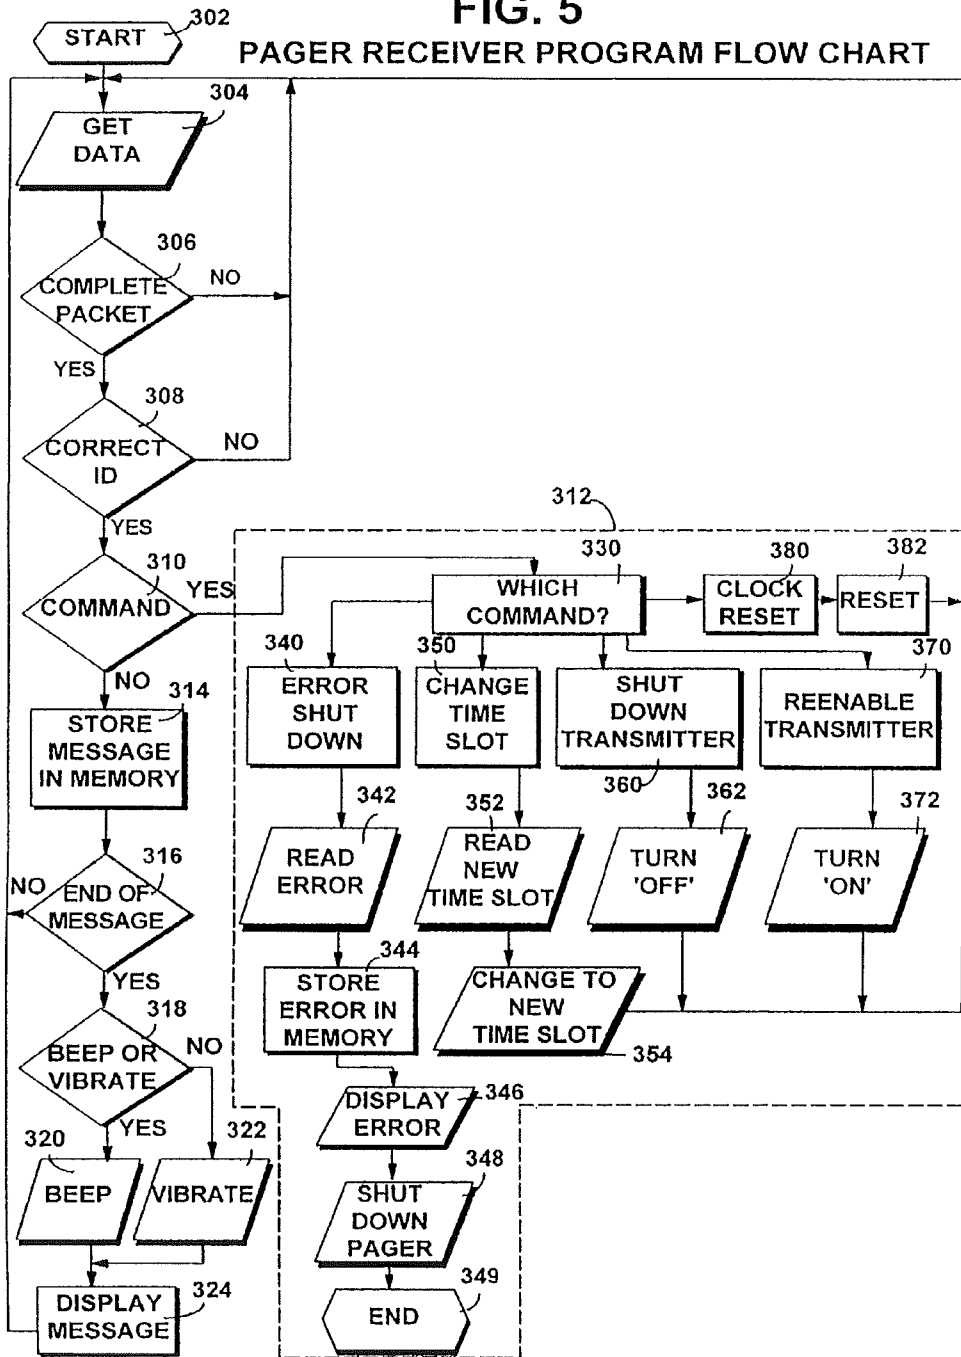 FIG. 5
PAGER RECEIVER PROGRAM FLOW CHART
START
302
GET
DATA
304
COMPLETE
PACKET
306
NO
YES
CORRECT
ID
308
NO
YES
COMMAND
310
YES
NO
STORE
MESSAGE
IN MEMORY
314
END OF
MESSAGE
316
NO
YES
BEEP OR
VIBRATE
318
NO
YES
BEEP
320
VIBRATE
322
DISPLAY
MESSAGE
324
312
WHICH
COMMAND?
330
CLOCK
RESET
380
RESET
382
ERROR
SHUT
DOWN
340
CHANGE
TIME
SLOT
350
SHUT
DOWN
TRANSMITTER
360
REENABLE
TRANSMITTER
370
READ
ERROR
342
READ
NEW
TIME SLOT
352
TURN
'OFF'
362
TURN
'ON'
372
STORE
ERROR IN
MEMORY
344
CHANGE TO
NEW
TIME SLOT
354
DISPLAY
ERROR
346
SHUT
DOWN
PAGER
348
END
349